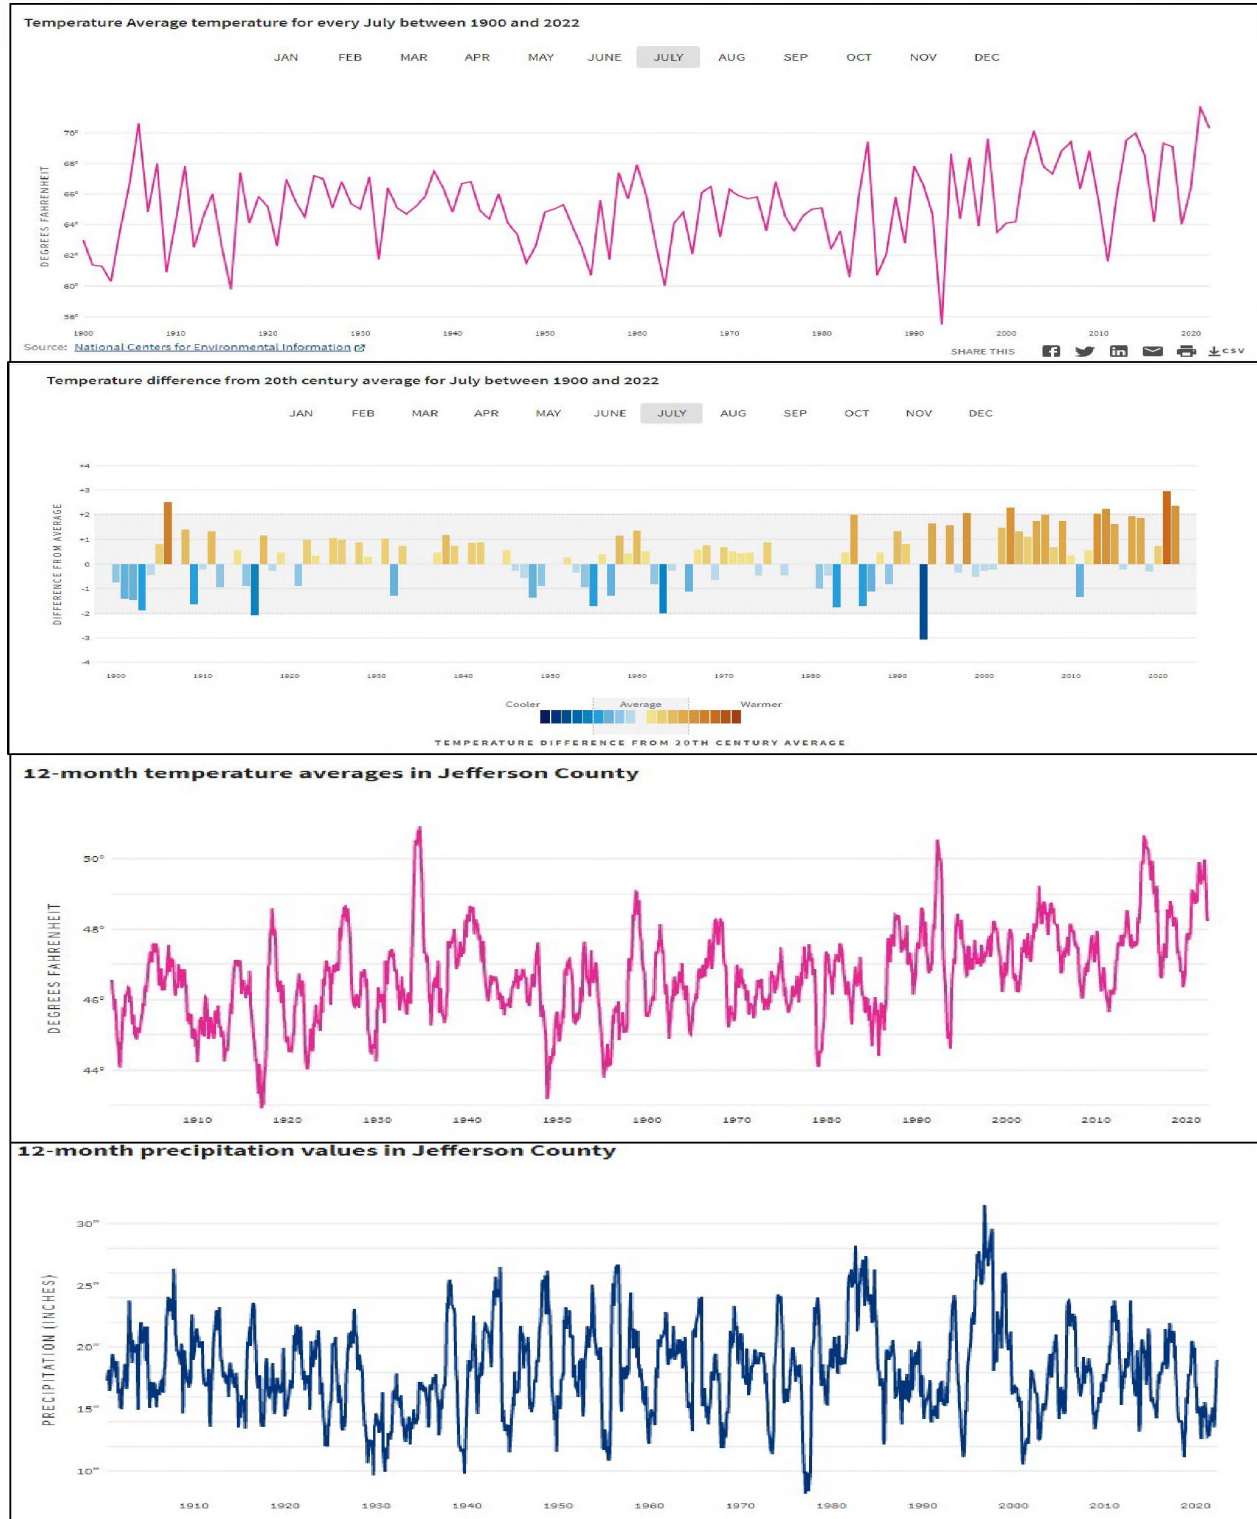 Temperature Average temperature for every July between 1900 and 2022
JAN FEB MAR APR MAY JUNE JULY AUG SEP OCT NOV DEC
DEGREES FAHRENHEIT
70°
68°
66°
64°
62°
60°
58°
1900 1910 1920 1930 1940 1950 1960 1970 1980 1990 2000 2010 2020
Source: National Centers for Environmental Information
SHARE THIS CSV
Temperature difference from 20th century average for July between 1900 and 2022
JAN FEB MAR APR MAY JUNE JULY AUG SEP OCT NOV DEC
DIFFERENCE FROM AVERAGE
+4
+3
+2
+1
0
-1
-2
-3
-4
1900 1910 1920 1930 1940 1950 1960 1970 1980 1990 2000 2010 2020
Cooler Average Warmer
TEMPERATURE DIFFERENCE FROM 20TH CENTURY AVERAGE
12-month temperature averages in Jefferson County
DEGREES FAHRENHEIT
50°
48°
46°
44°
1910 1920 1930 1940 1950 1960 1970 1980 1990 2000 2010 2020
12-month precipitation values in Jefferson County
PRECIPITATION (INCHES)
30"
25"
20"
15"
10"
1910 1920 1930 1940 1950 1960 1970 1980 1990 2000 2010 2020